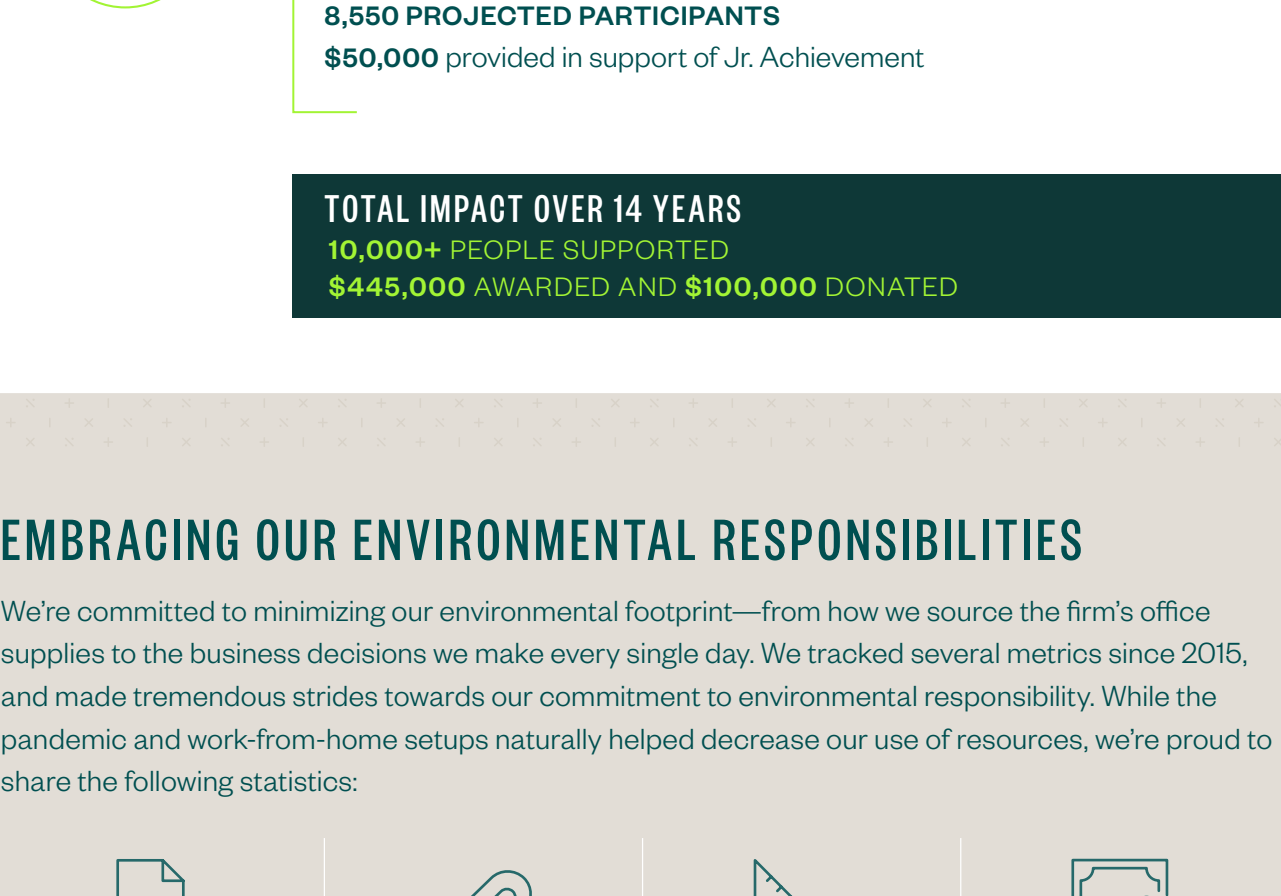 8,550 PROJECTED PARTICIPANTS
$50,000 provided in support of Jr. Achievement
TOTAL IMPACT OVER 14 YEARS
10,000+ PEOPLE SUPPORTED
$445,000 AWARDED AND $100,000 DONATED
EMBRACING OUR ENVIRONMENTAL RESPONSIBILITIES
We’re committed to minimizing our environmental footprint—from how we source the firm’s office
supplies to the business decisions we make every single day. We tracked several metrics since 2015,
and made tremendous strides towards our commitment to environmental responsibility. While the
pandemic and work-from-home setups naturally helped decrease our use of resources, we’re proud to
share the following statistics: